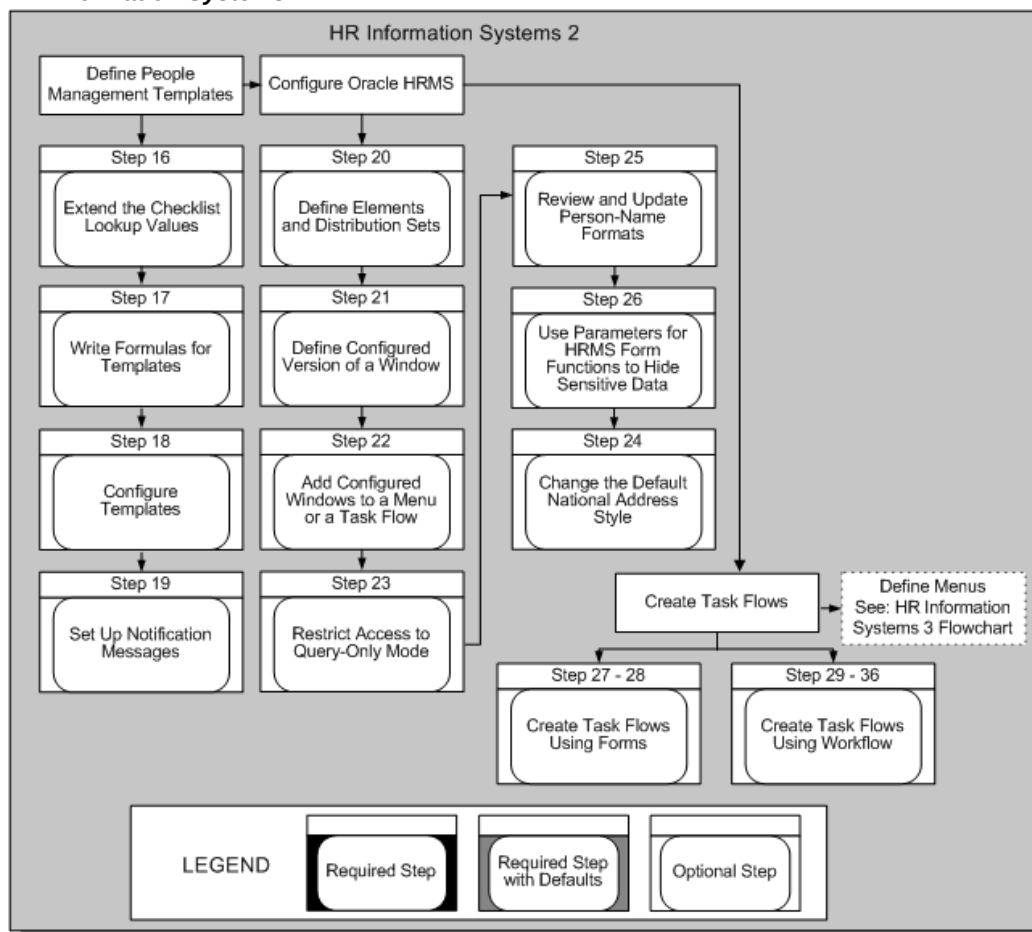 HR Information Systems 2
Define People
Management Templates
Configure Oracle HRMS
Step 16
Extend the Checklist
Lookup Values
Step 17
Write Formulas for
Templates
Step 18
Configure
Templates
Step 19
Set Up Notification
Messages
Step 20
Define Elements
and Distribution Sets
Step 21
Define Configured
Version of a Window
Step 22
Add Configured
Windows to a Menu
or a Task Flow
Step 23
Restrict Access to
Query-Only Mode
Step 25
Review and Update
Person-Name
Formats
Step 26
Use Parameters for
HRMS Form
Functions to Hide
Sensitive Data
Step 24
Change the Default
National Address
Style
Create Task Flows
Define Menus
See: HR Information
Systems 3 Flowchart
Step 27 - 28
Create Task Flows
Using Forms
Step 29 - 36
Create Task Flows
Using Workflow
LEGEND
Required Step
Required Step
with Defaults
Optional Step